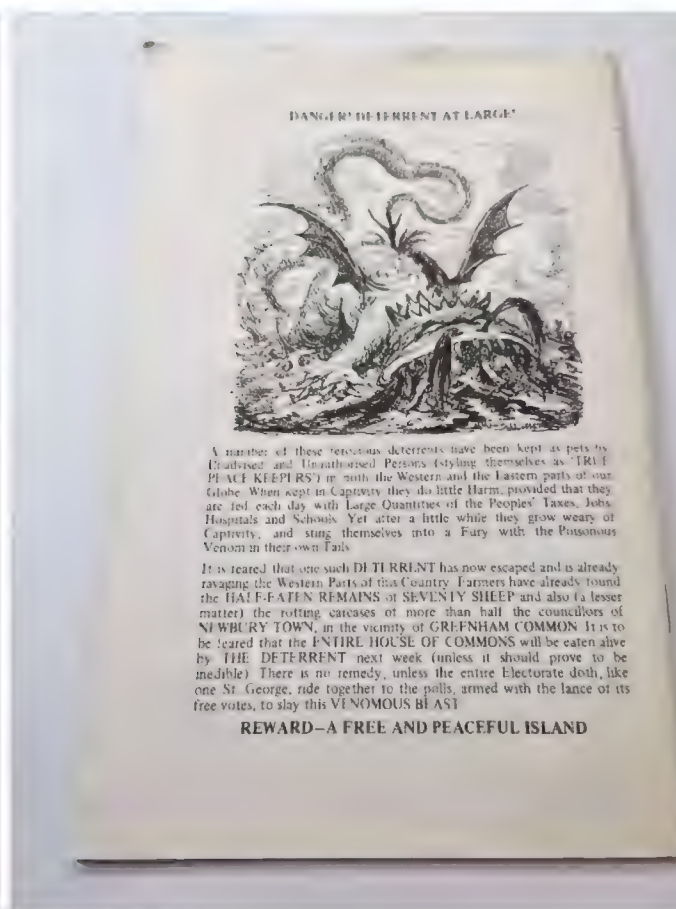 DANGER! DETERRENT AT LARGE!
A number of these ferocious deterrents have been kept as pets by
Unadvised and Unauthorised Persons (styling themselves as 'TRUE
PEACE KEEPERS') in both the Western and the Eastern parts of our
Globe. When kept in Captivity they do little Harm, provided that they
are fed each day with Large Quantities of the Peoples' Taxes, Jobs
Hospitals and Schools. Yet after a little while they grow weary of
Captivity, and sting themselves into a Fury with the Poisonous
Venom in their own Tails
It is feared that one such DETERRENT has now escaped and is already
ravaging the Western Parts of this Country. Farmers have already found
the HALF-EATEN REMAINS of SEVENTY SHEEP and also (a lesser
matter) the rotting carcases of more than half the councillors of
NEWBURY TOWN, in the vicinity of GREENHAM COMMON. It is to
be feared that the ENTIRE HOUSE OF COMMONS will be eaten alive
by THE DETERRENT next week (unless it should prove to be
inedible). There is no remedy, unless the entire Electorate doth, like
one St. George, ride together to the polls, armed with the lance of its
free votes, to slay this VENOMOUS BEAST
REWARD—A FREE AND PEACEFUL ISLAND